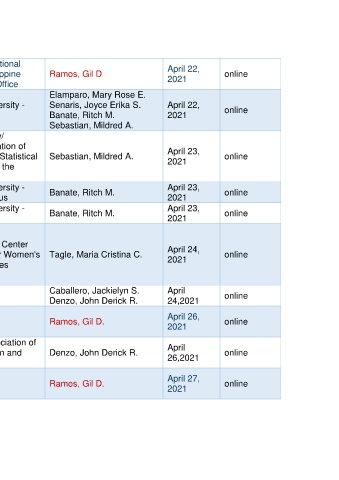 tional
ppine
Office
Ramos, Gil D
April 22,
2021
online
ersity -
Elamparo, Mary Rose E.
Senaris, Joyce Erika S.
Banate, Ritch M.
Sebastian, Mildred A.
April 22,
2021
online
y/
ation of
Statistical
the
Sebastian, Mildred A.
April 23,
2021
online
ersity -
us
Banate, Ritch M.
April 23,
2021
online
ersity -
Banate, Ritch M.
April 23,
2021
online
Center
r Women's
es
Tagle, Maria Cristina C.
April 24,
2021
online
Caballero, Jackielyn S.
Denzo, John Derick R.
April
24,2021
online
Ramos, Gil D.
April 26,
2021
online
ciation of
n and
Denzo, John Derick R.
April
26,2021
online
Ramos, Gil D.
April 27,
2021
online